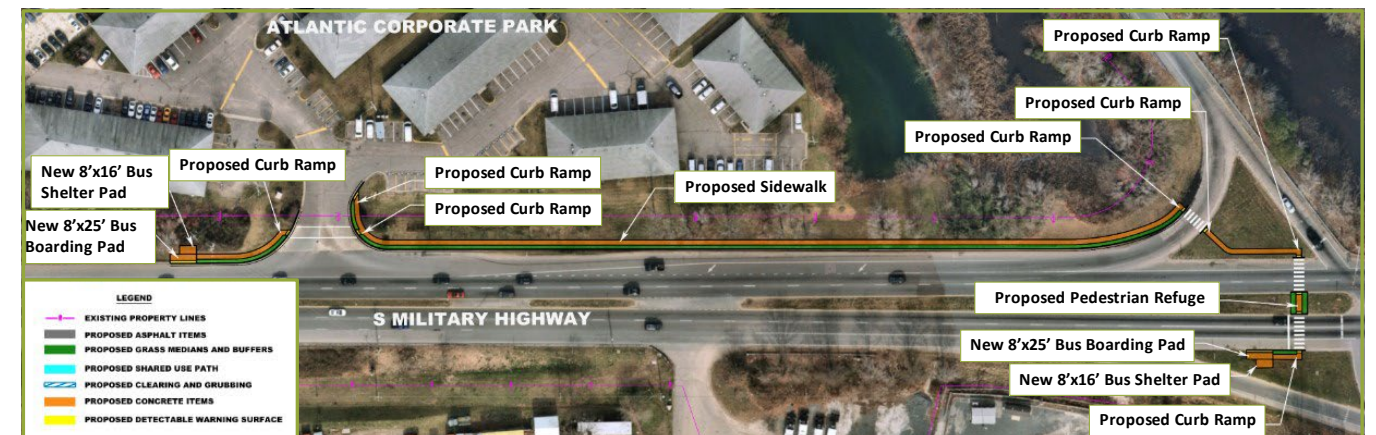 ATLANTIC CORPORATE PARK
Proposed Curb Ramp
Proposed Curb Ramp
Proposed Curb Ramp
New 8’x16’ Bus
Shelter Pad
Proposed Curb Ramp
Proposed Curb Ramp
Proposed Sidewalk
Proposed Curb Ramp
New 8’x25’ Bus
Boarding Pad
Proposed Pedestrian Refuge
S MILITARY HIGHWAY
New 8’x25’ Bus Boarding Pad
New 8’x16’ Bus Shelter Pad
Proposed Curb Ramp
LEGEND
EXISTING PROPERTY LINES
PROPOSED ASPHALT ITEMS
PROPOSED GRASS MEDIANS AND BUFFERS
PROPOSED SHARED USE PATH
PROPOSED CLEARING AND GRUBBING
PROPOSED CONCRETE ITEMS
PROPOSED DETECTABLE WARNING SURFACE